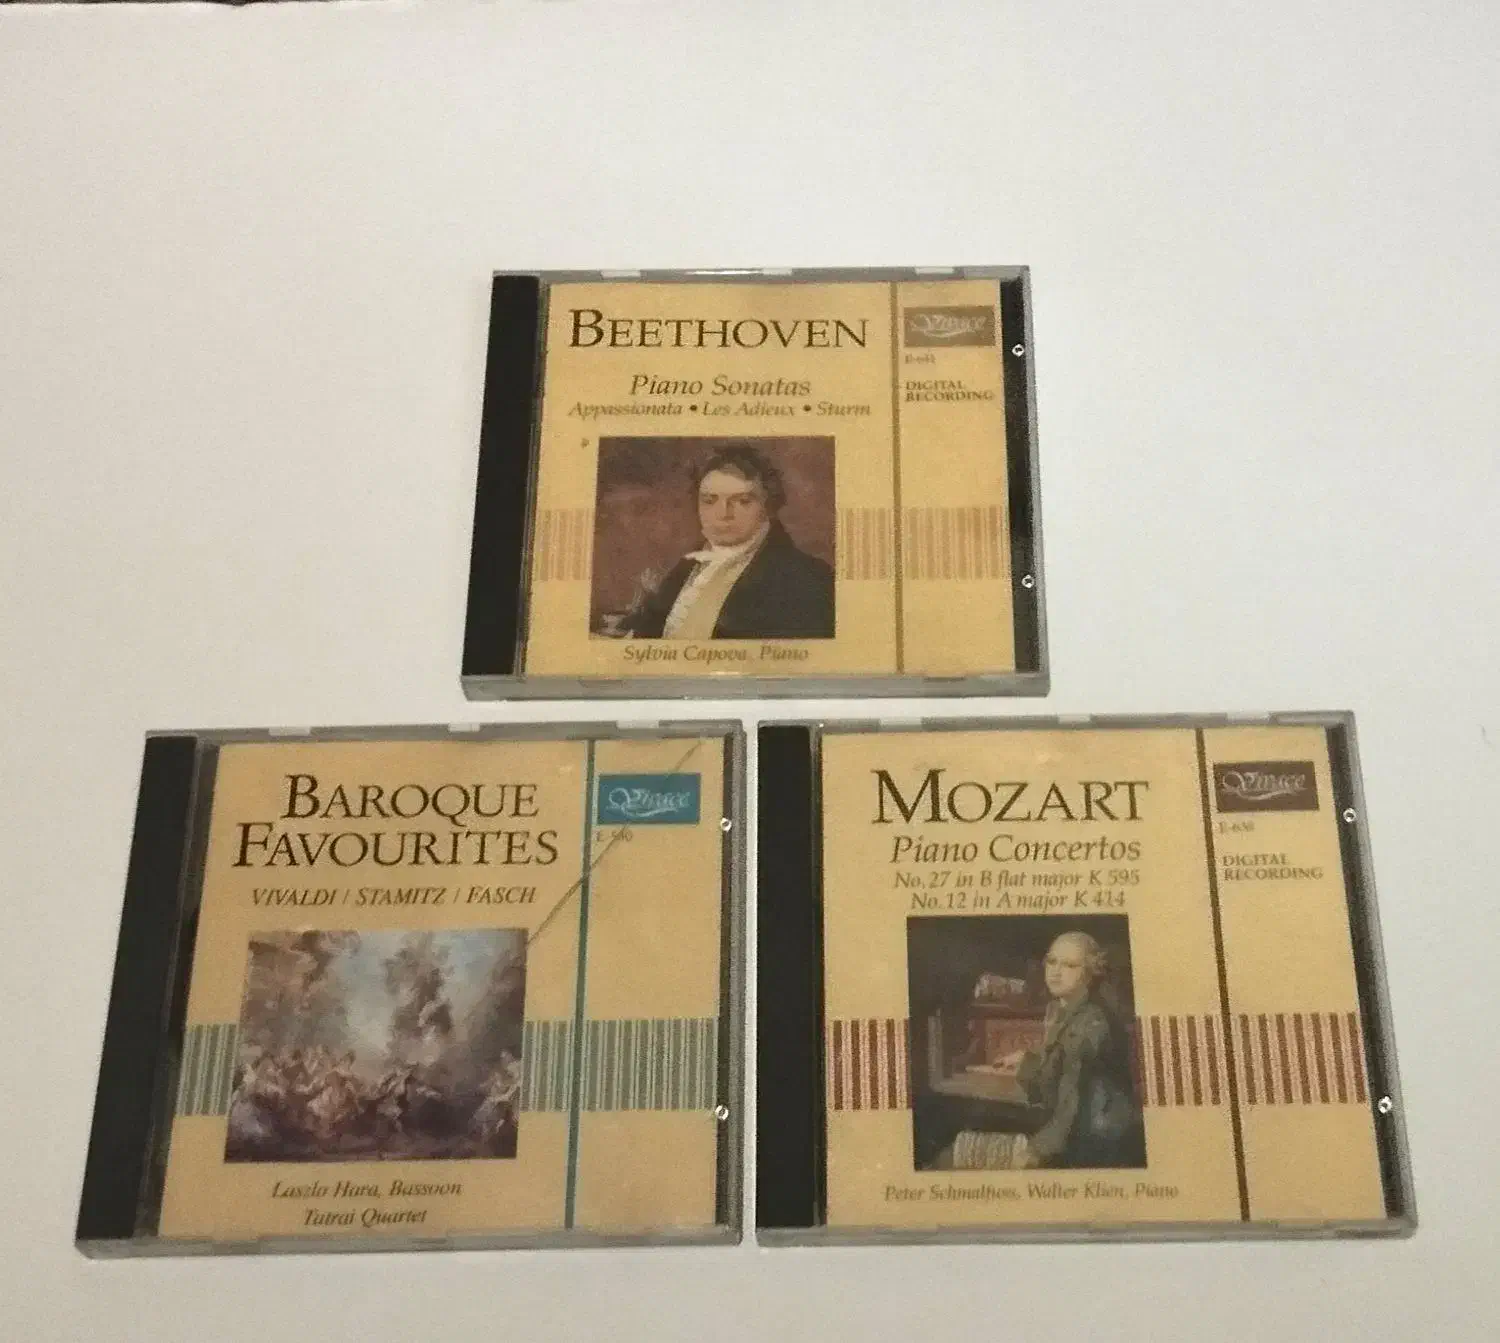 BEETHOVEN
Piano Sonatas
Appassionata • Les Adieux • Sturm
Sylvia Capova, Piano
Vivace
DIGITAL
RECORDING
BAROQUE
FAVOURITES
VIVALDI / STAMITZ / FASCH
Laszlo Hara, Bassoon
Tatrai Quartet
Vivace
MOZART
Piano Concertos
No. 27 in B flat major K 595
No. 12 in A major K 414
Peter Schmalfuss, Walter Klien, Piano
Vivace
DIGITAL
RECORDING